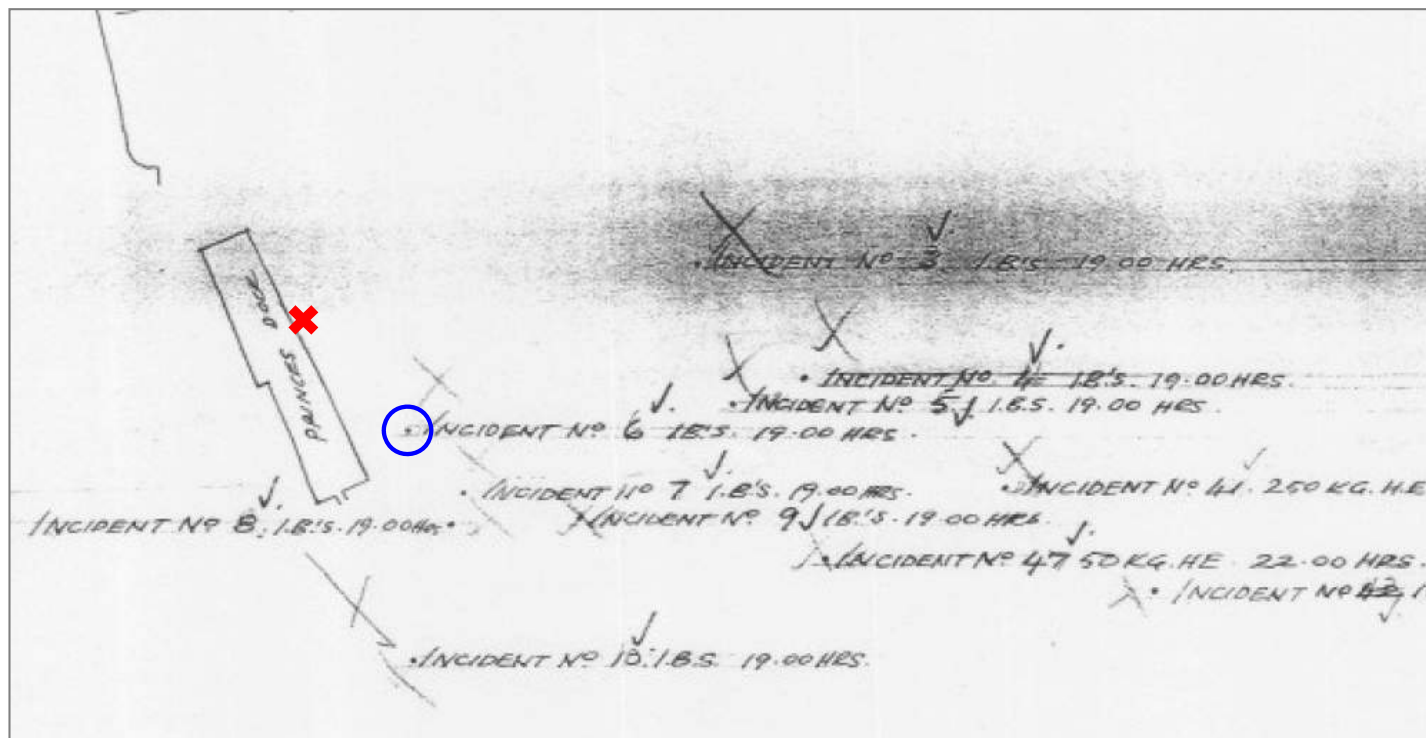 INCIDENT Nº 3. I.B'S. 19.00 HRS.
PRINCES DOCK
INCIDENT Nº 4 I.B'S. 19.00 HRS.
INCIDENT Nº 5 I.B.S. 19.00 HRS.
INCIDENT Nº 6 I.B'S. 19.00 HRS.
INCIDENT Nº 7 I.B'S. 19.00 HRS.
INCIDENT Nº 41. 250 KG. H.E
INCIDENT Nº 8. I.B'S. 19.00 Hrs.
INCIDENT Nº 9 I.B'S. 19.00 HRS.
INCIDENT Nº 47 50 KG. HE. 22.00 HRS.
INCIDENT Nº
INCIDENT Nº 10. I.B.S. 19.00 HRS.